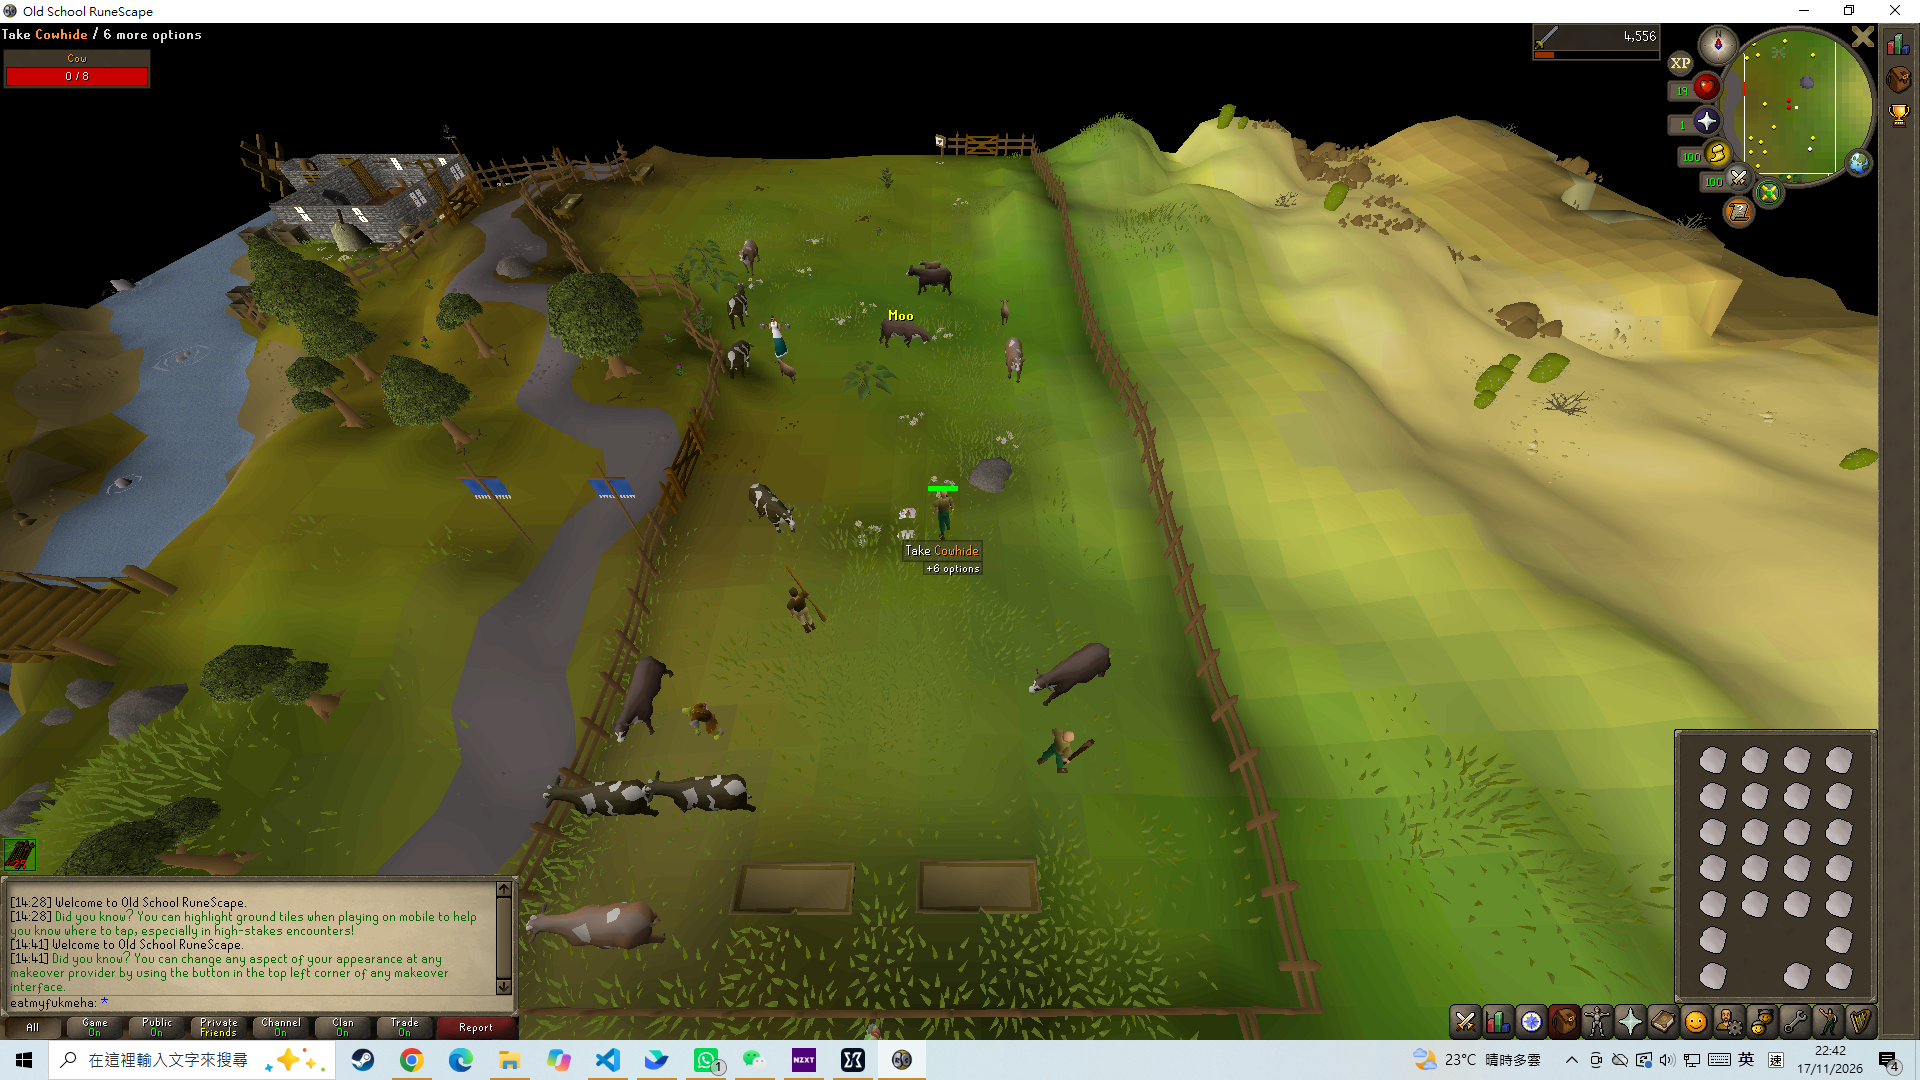 Old School RuneScape
Take Cowhide / 6 more options
Cow
0 / 8
4,556
N
XP
19
1
100
100
Moo
Take Cowhide
+6 options
25
[14:28] Welcome to Old School RuneScape.
[14:28] Did you know? You can highlight ground tiles when playing on mobile to help
you know where to tap, especially in high-stakes encounters!
[14:41] Welcome to Old School RuneScape.
[14:41] Did you know? You can change any aspect of your appearance at any
makeover provider by using the button in the top left corner of any makeover
interface.
eatmyfukmeha: *
All
Game
On
Public
On
Private
Friends
Channel
On
Clan
On
Trade
On
Report
在這裡輸入文字來搜尋
1
NZXT
23°C 晴時多雲
英
速
22:42
17/11/2026
4